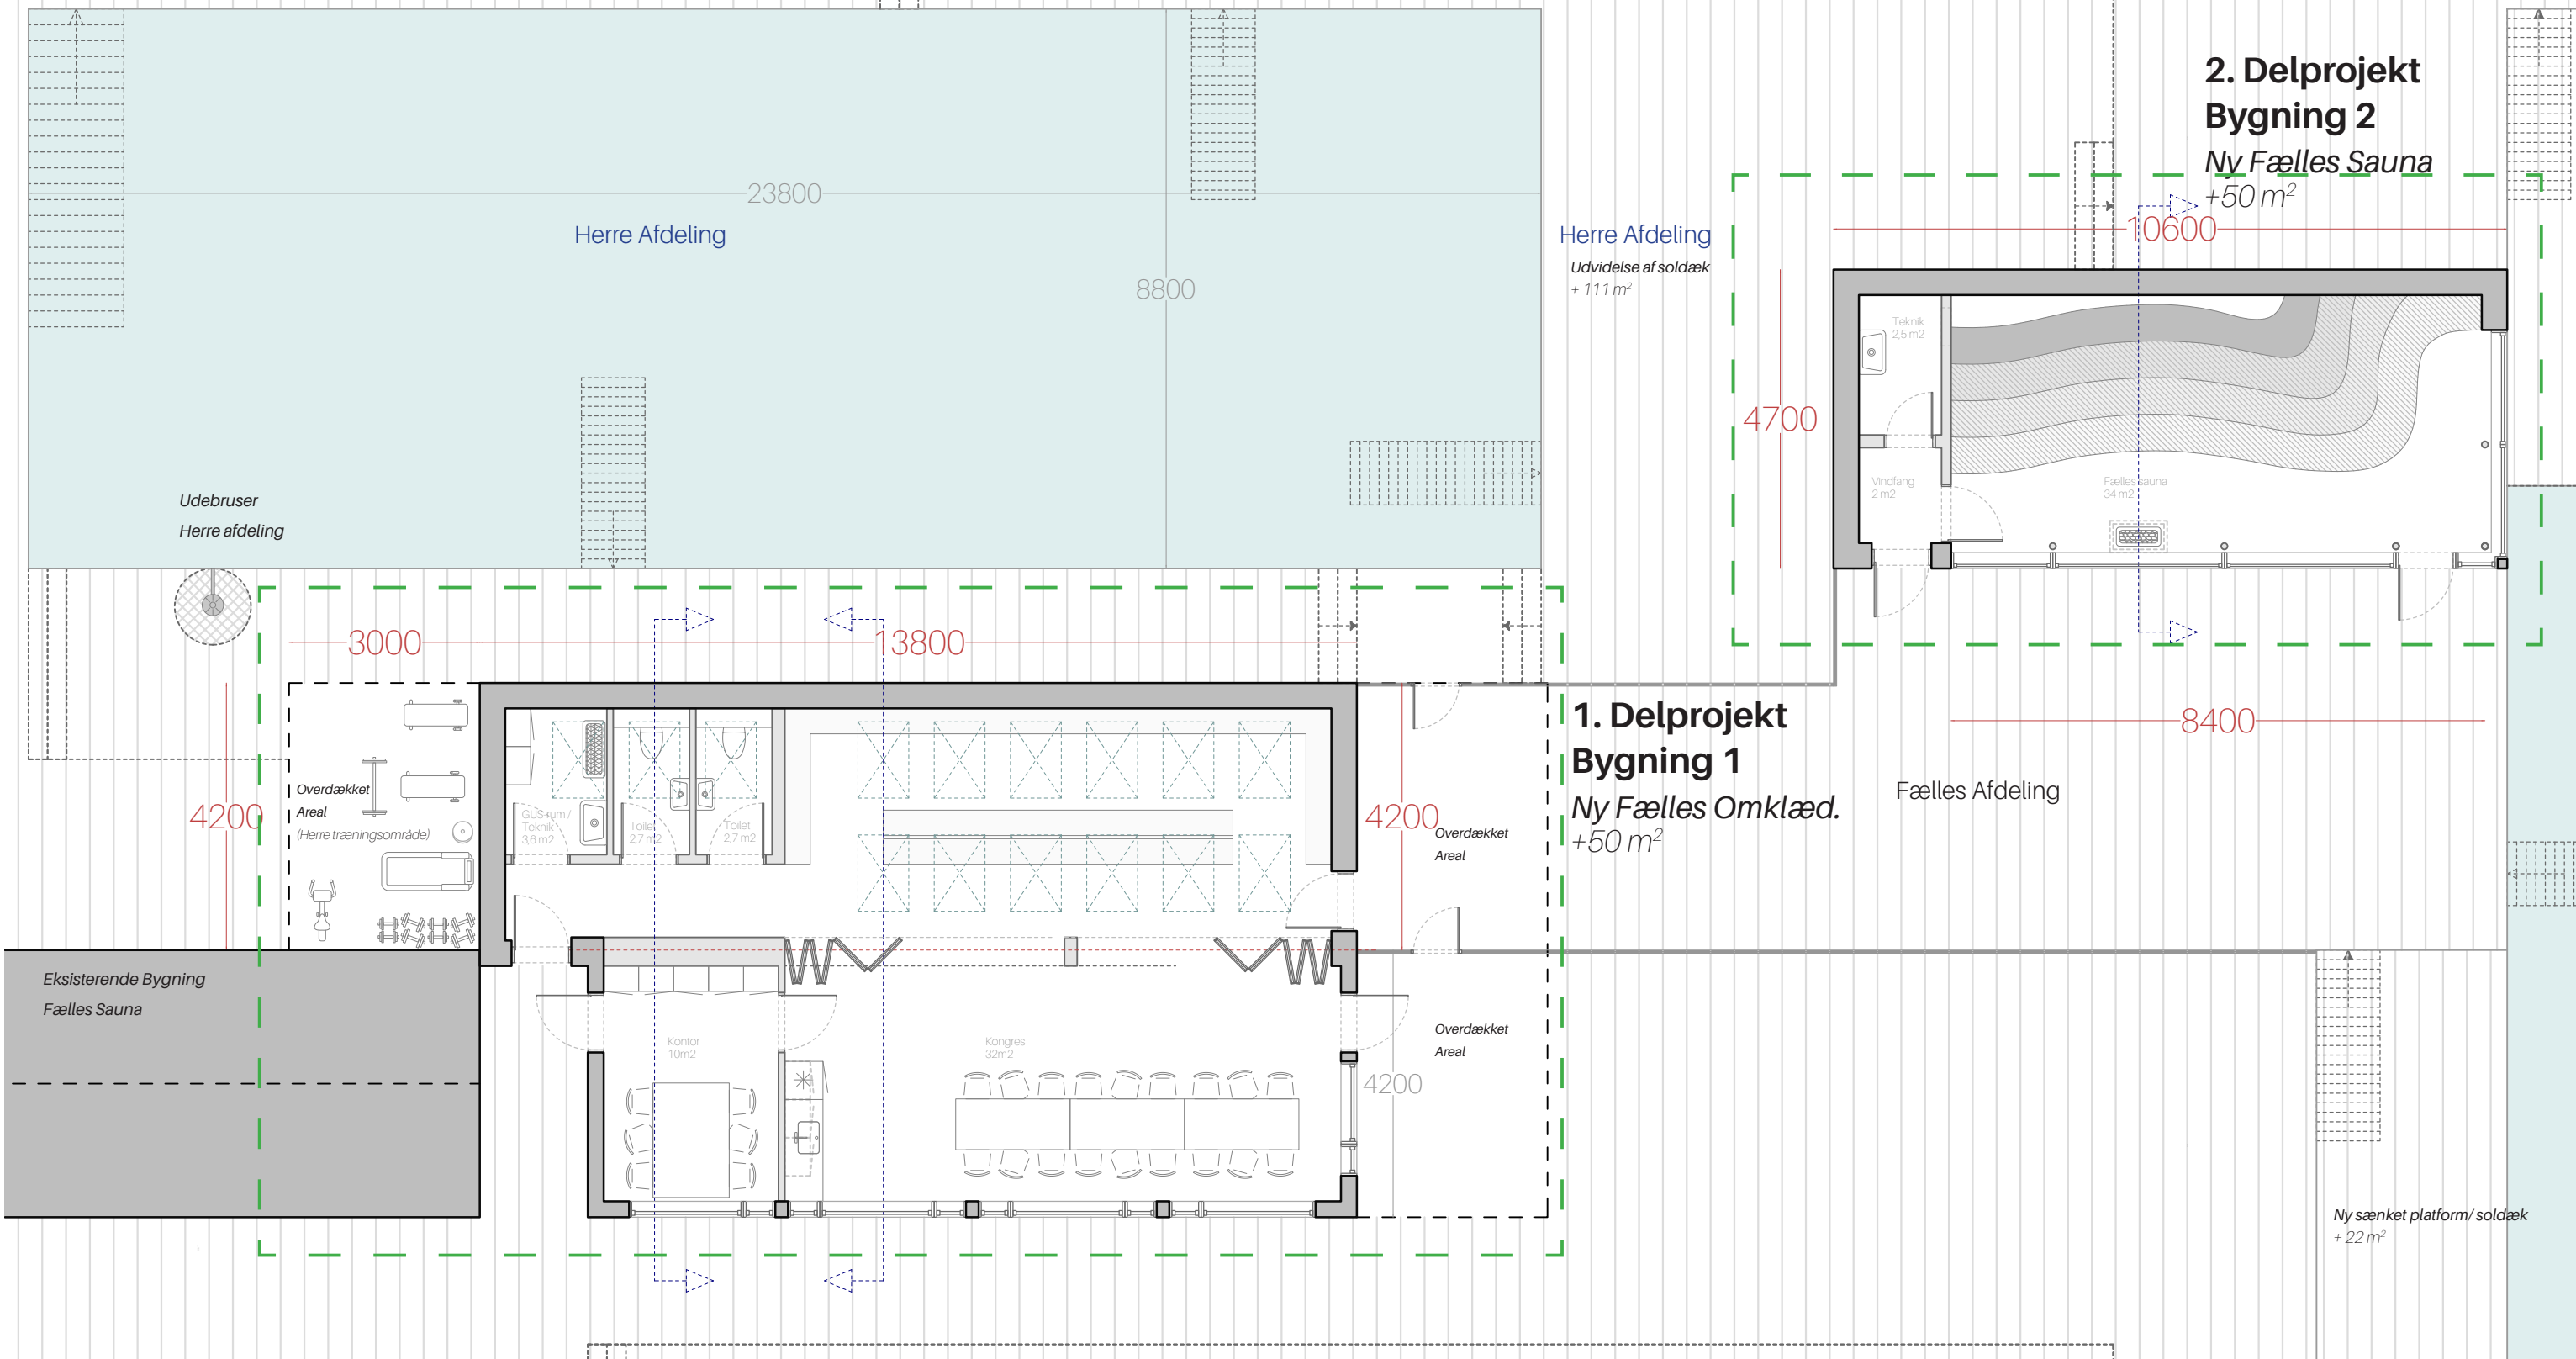 2. Delprojekt
Bygning 2
Ny Fælles Sauna
+50 m²
10600
23800
Herre Afdeling
8800
Herre Afdeling
Udvidelse af soldæk
+ 111 m²
Teknik
2,5 m2
4700
Vindfang
2 m2
Fælles sauna
34 m2
Udebruser
Herre afdeling
3000
13800
8400
1. Delprojekt
Bygning 1
Ny Fælles Omklæd.
+50 m²
Fælles Afdeling
4200
Overdækket
Areal
(Herre træningsområde)
GUS rum /
Teknik
3,6 m2
Toilet
2,7 m2
Toilet
2,7 m2
4200
Overdækket
Areal
Eksisterende Bygning
Fælles Sauna
Kontor
10m2
Kongres
32m2
Overdækket
Areal
4200
Ny sænket platform/ soldæk
+ 22 m²